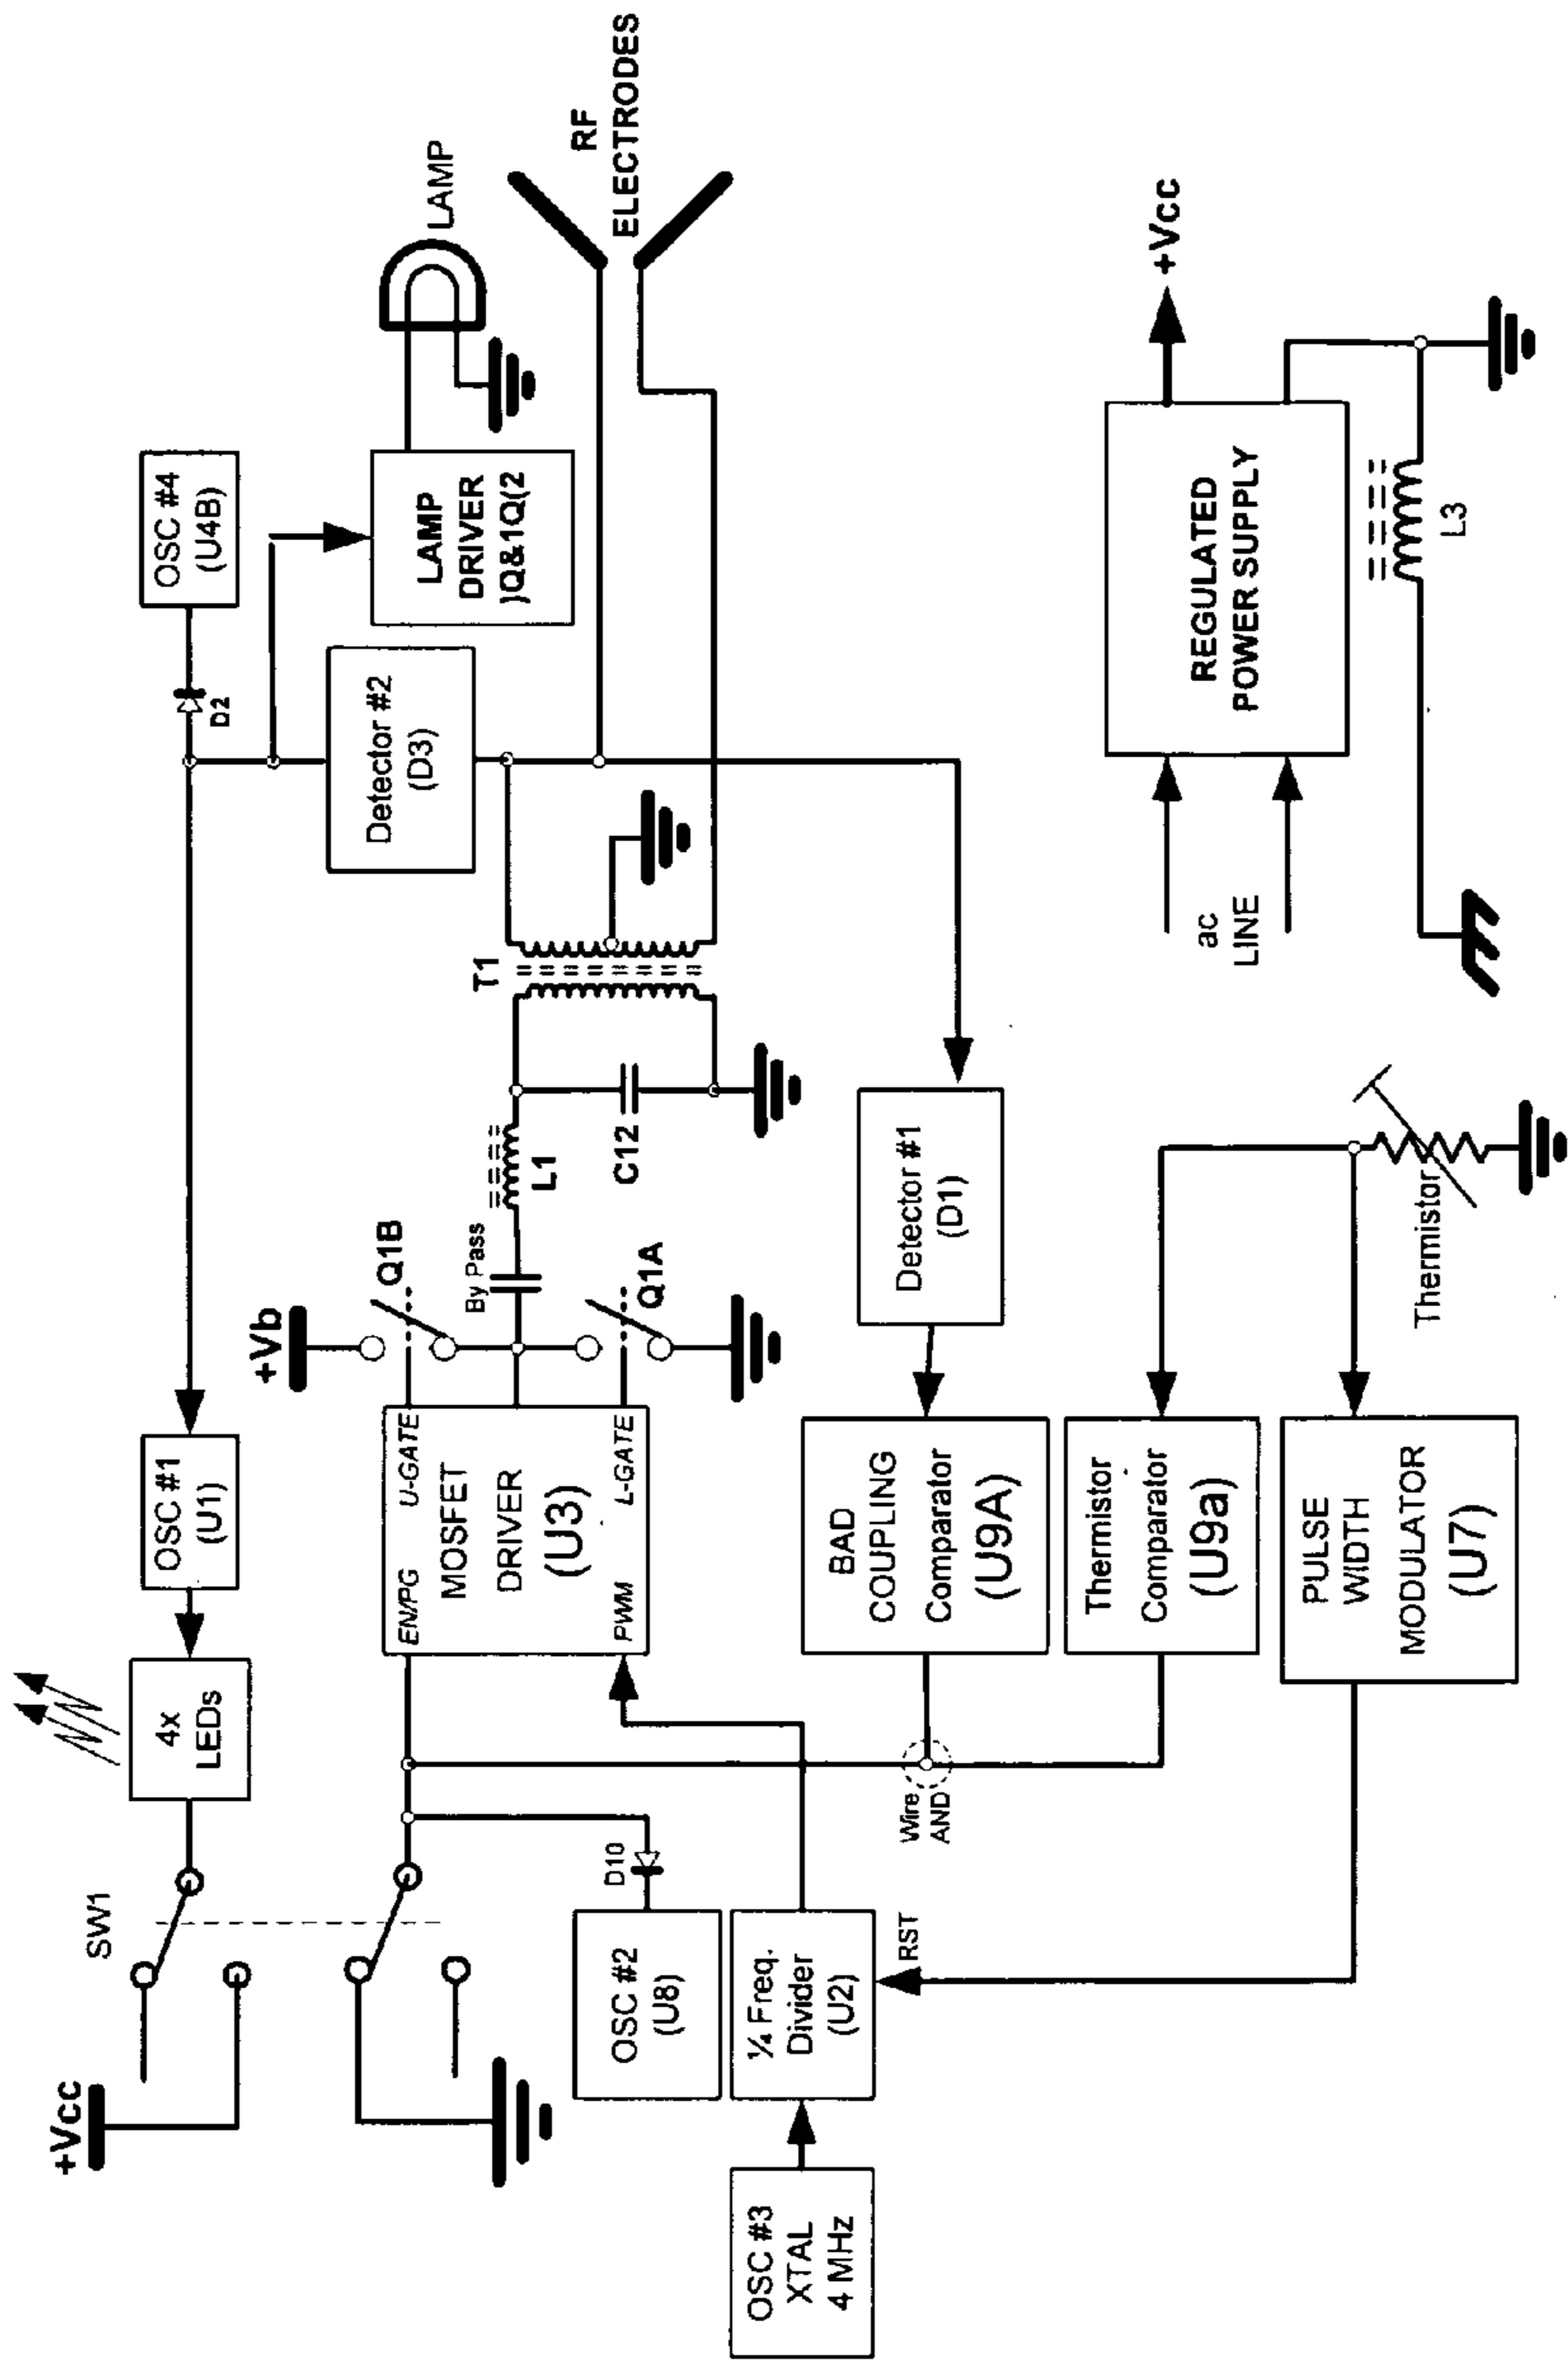 +Vcc
SW1
4x
LEDs
OSC #1
(U1)
D2
OSC #4
(U4B)
LAMP
DRIVER
)Q&1Q(2
LAMP
Detector #2
(D3)
RF
ELECTRODES
+Vb
Q1B
By Pass
Q1A
L1
C12
T1
EN/PG
U-GATE
MOSFET
DRIVER
(U3)
PWM
L-GATE
D10
OSC #2
(U8)
OSC #3
XTAL
4 MHz
¼ Freq.
Divider
(U2)
RST
Wire
AND
BAD
COUPLING
Comparator
(U9A)
Detector #1
(D1)
Thermistor
Comparator
(U9a)
PULSE
WIDTH
MODULATOR
(U7)
Thermistor
ac
LINE
REGULATED
POWER SUPPLY
+Vcc
L3